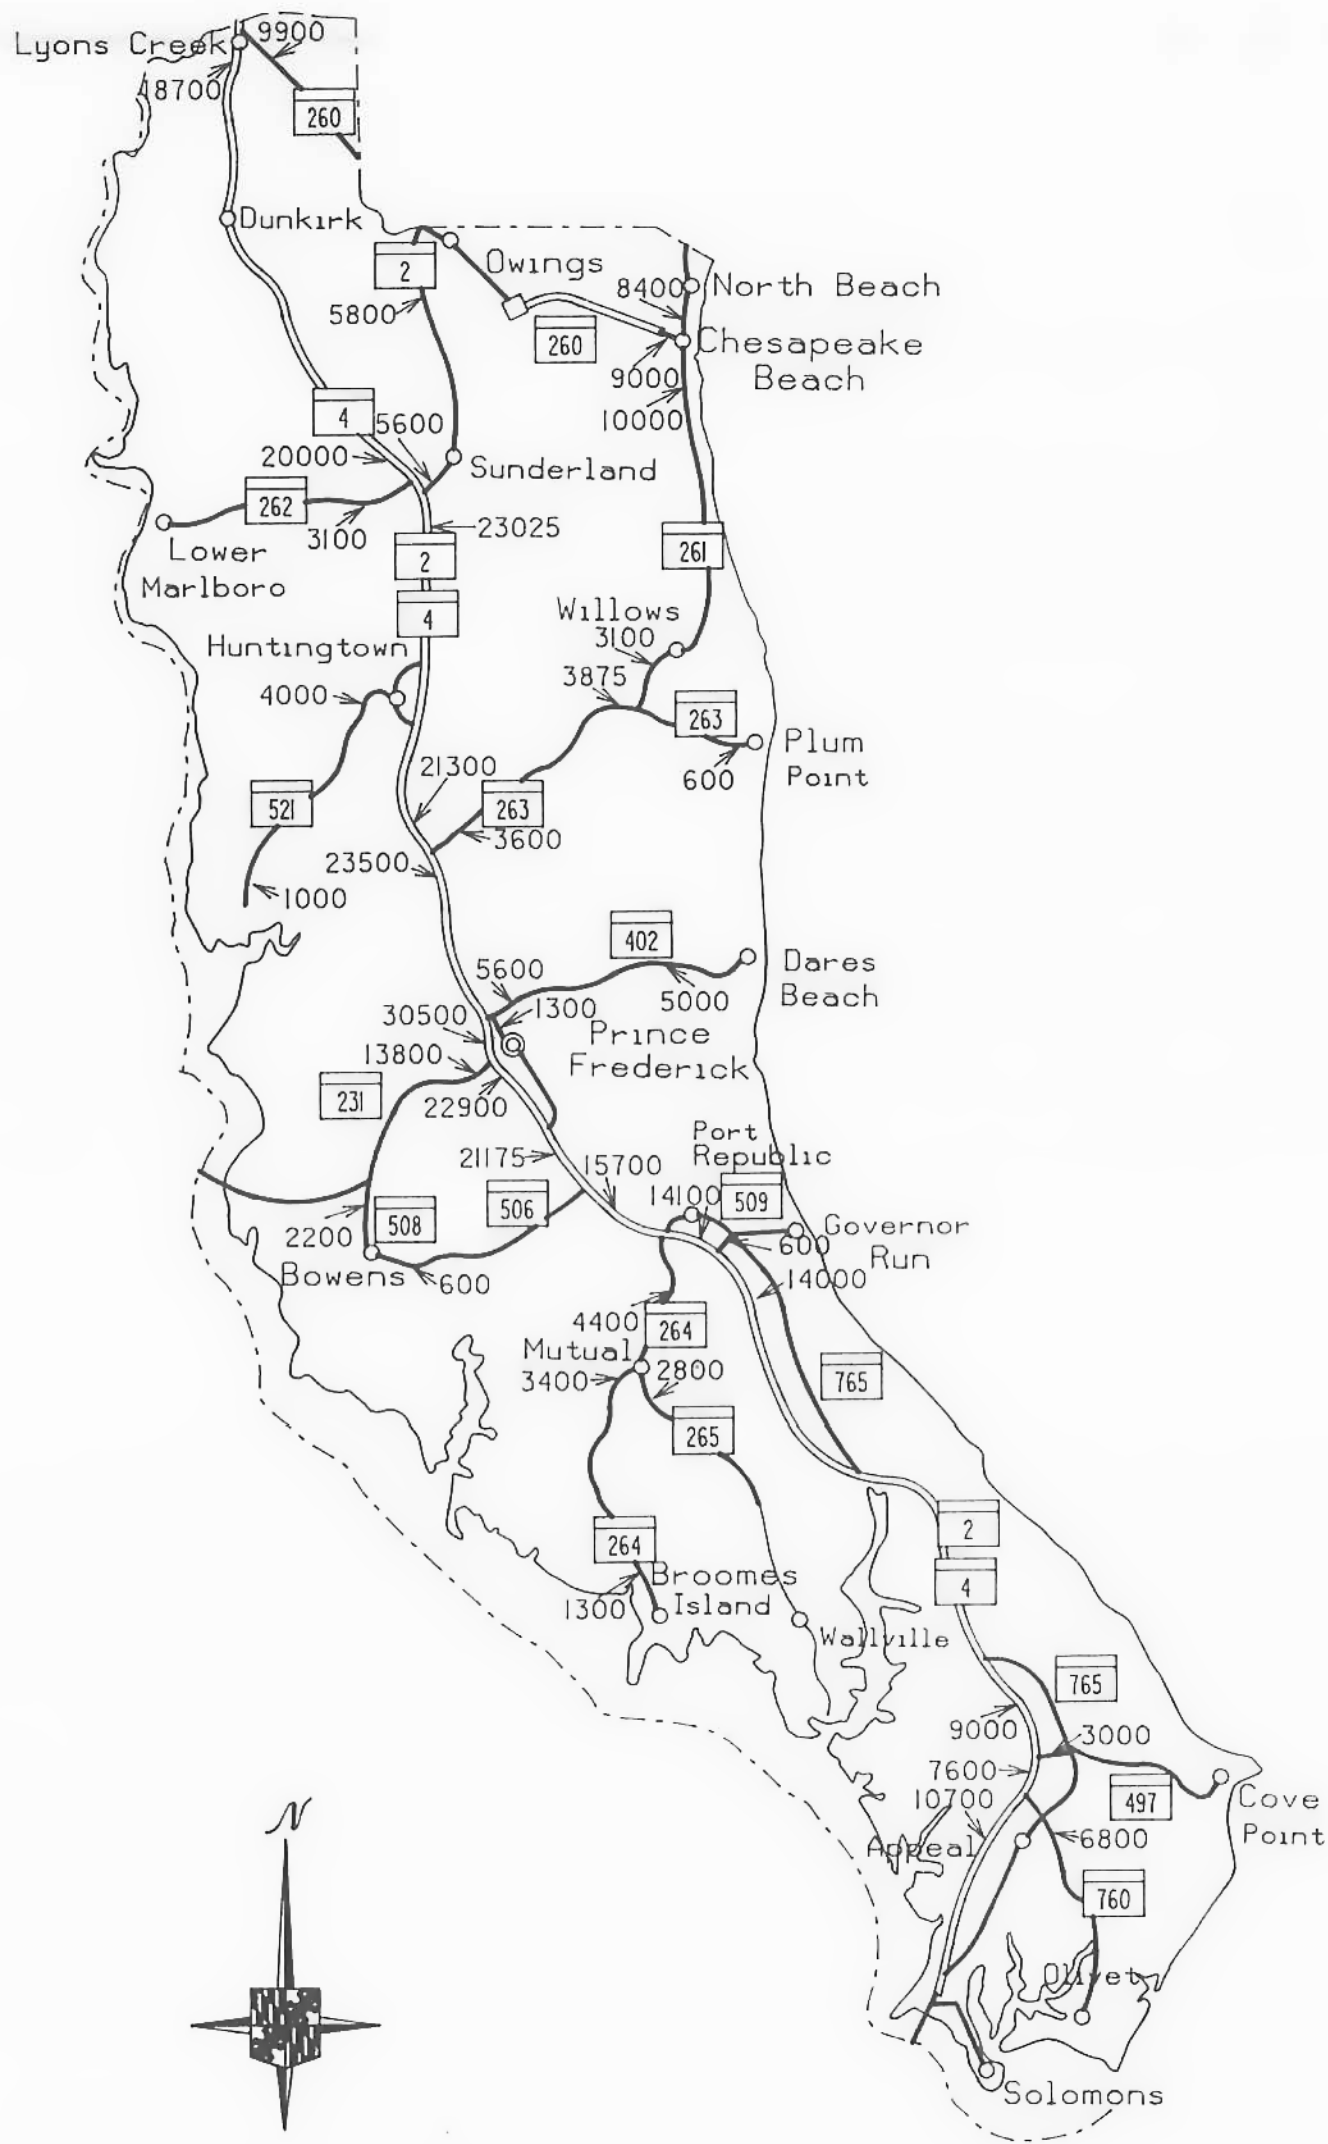 9900
Lyons Creek
18700
260
Dunkirk
2
Owings
5800
8400
North Beach
260
Chesapeake
Beach
9000
10000
4
5600
20000
Sunderland
262
3100
23025
Lower
Marlboro
2
261
4
Willows
3100
Huntingtown
4000
3875
263
Plum
Point
600
21300
521
263
3600
23500
1000
402
Dares
Beach
5600
5000
1300
30500
Prince
Frederick
13800
231
22900
Port
Republic
21175
15700
14100
509
506
508
2200
Governor
Run
600
Bowens
600
14000
4400
264
Mutual
3400
2800
765
265
2
264
4
Broomes
Island
1300
Wallville
765
9000
3000
7600
497
Cove
Point
10700
Appeal
6800
760
Olivet
Solomons
N